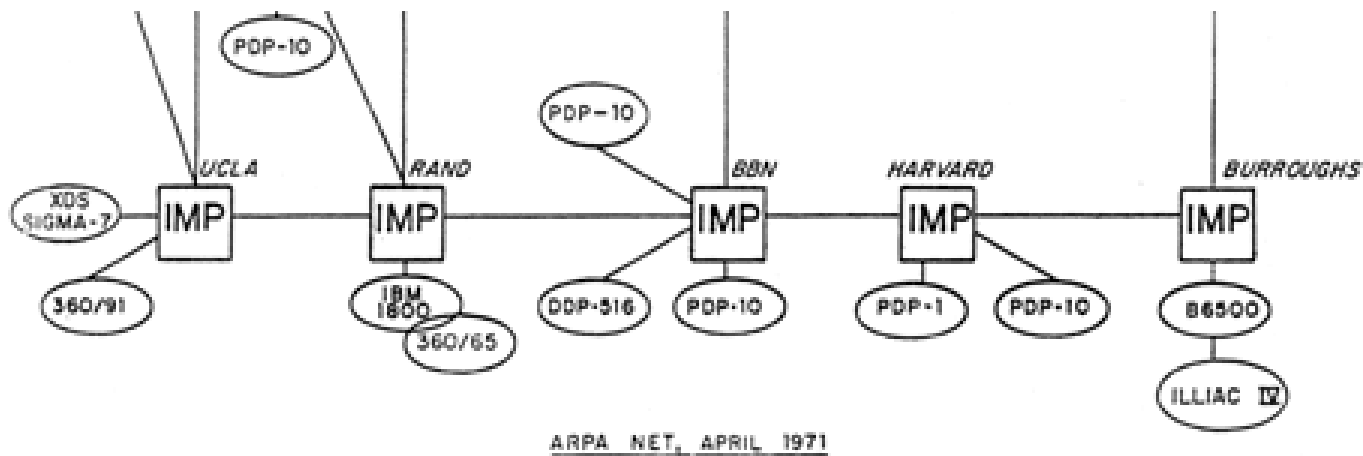 PDP-10
PDP-10
UCLA
RAND
BBN
HARVARD
BURROUGHS
XDS
SIGMA-7
IMP
IMP
IMP
IMP
IMP
360/91
IBM
1800
360/65
DDP-516
PDP-10
PDP-1
PDP-10
B6500
ILLIAC IV
ARPA NET, APRIL 1971